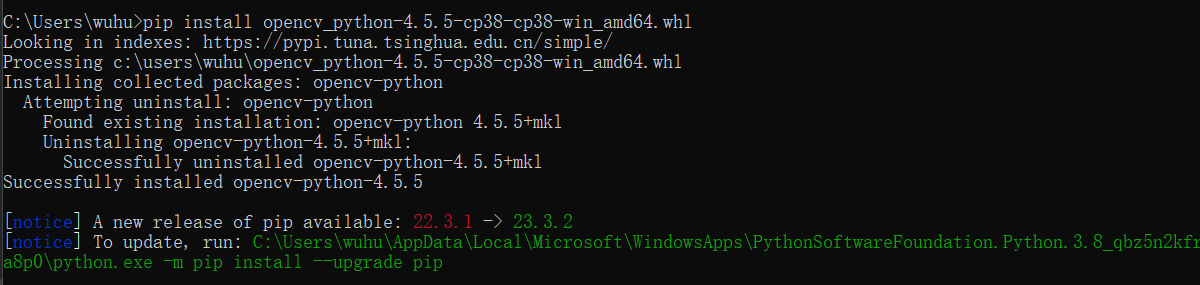 C:\Users\wuhu>pip install opencv_python-4.5.5-cp38-cp38-win_amd64.whl
Looking in indexes: https://pypi.tuna.tsinghua.edu.cn/simple/
Processing c:\users\wuhu\opencv_python-4.5.5-cp38-cp38-win_amd64.whl
Installing collected packages: opencv-python
  Attempting uninstall: opencv-python
    Found existing installation: opencv-python 4.5.5+mkl
    Uninstalling opencv-python-4.5.5+mkl:
      Successfully uninstalled opencv-python-4.5.5+mkl
Successfully installed opencv-python-4.5.5
[notice] A new release of pip available: 22.3.1 -> 23.3.2
[notice] To update, run: C:\Users\wuhu\AppData\Local\Microsoft\WindowsApps\PythonSoftwareFoundation.Python.3.8_qbz5n2kfr
a8p0\python.exe -m pip install --upgrade pip